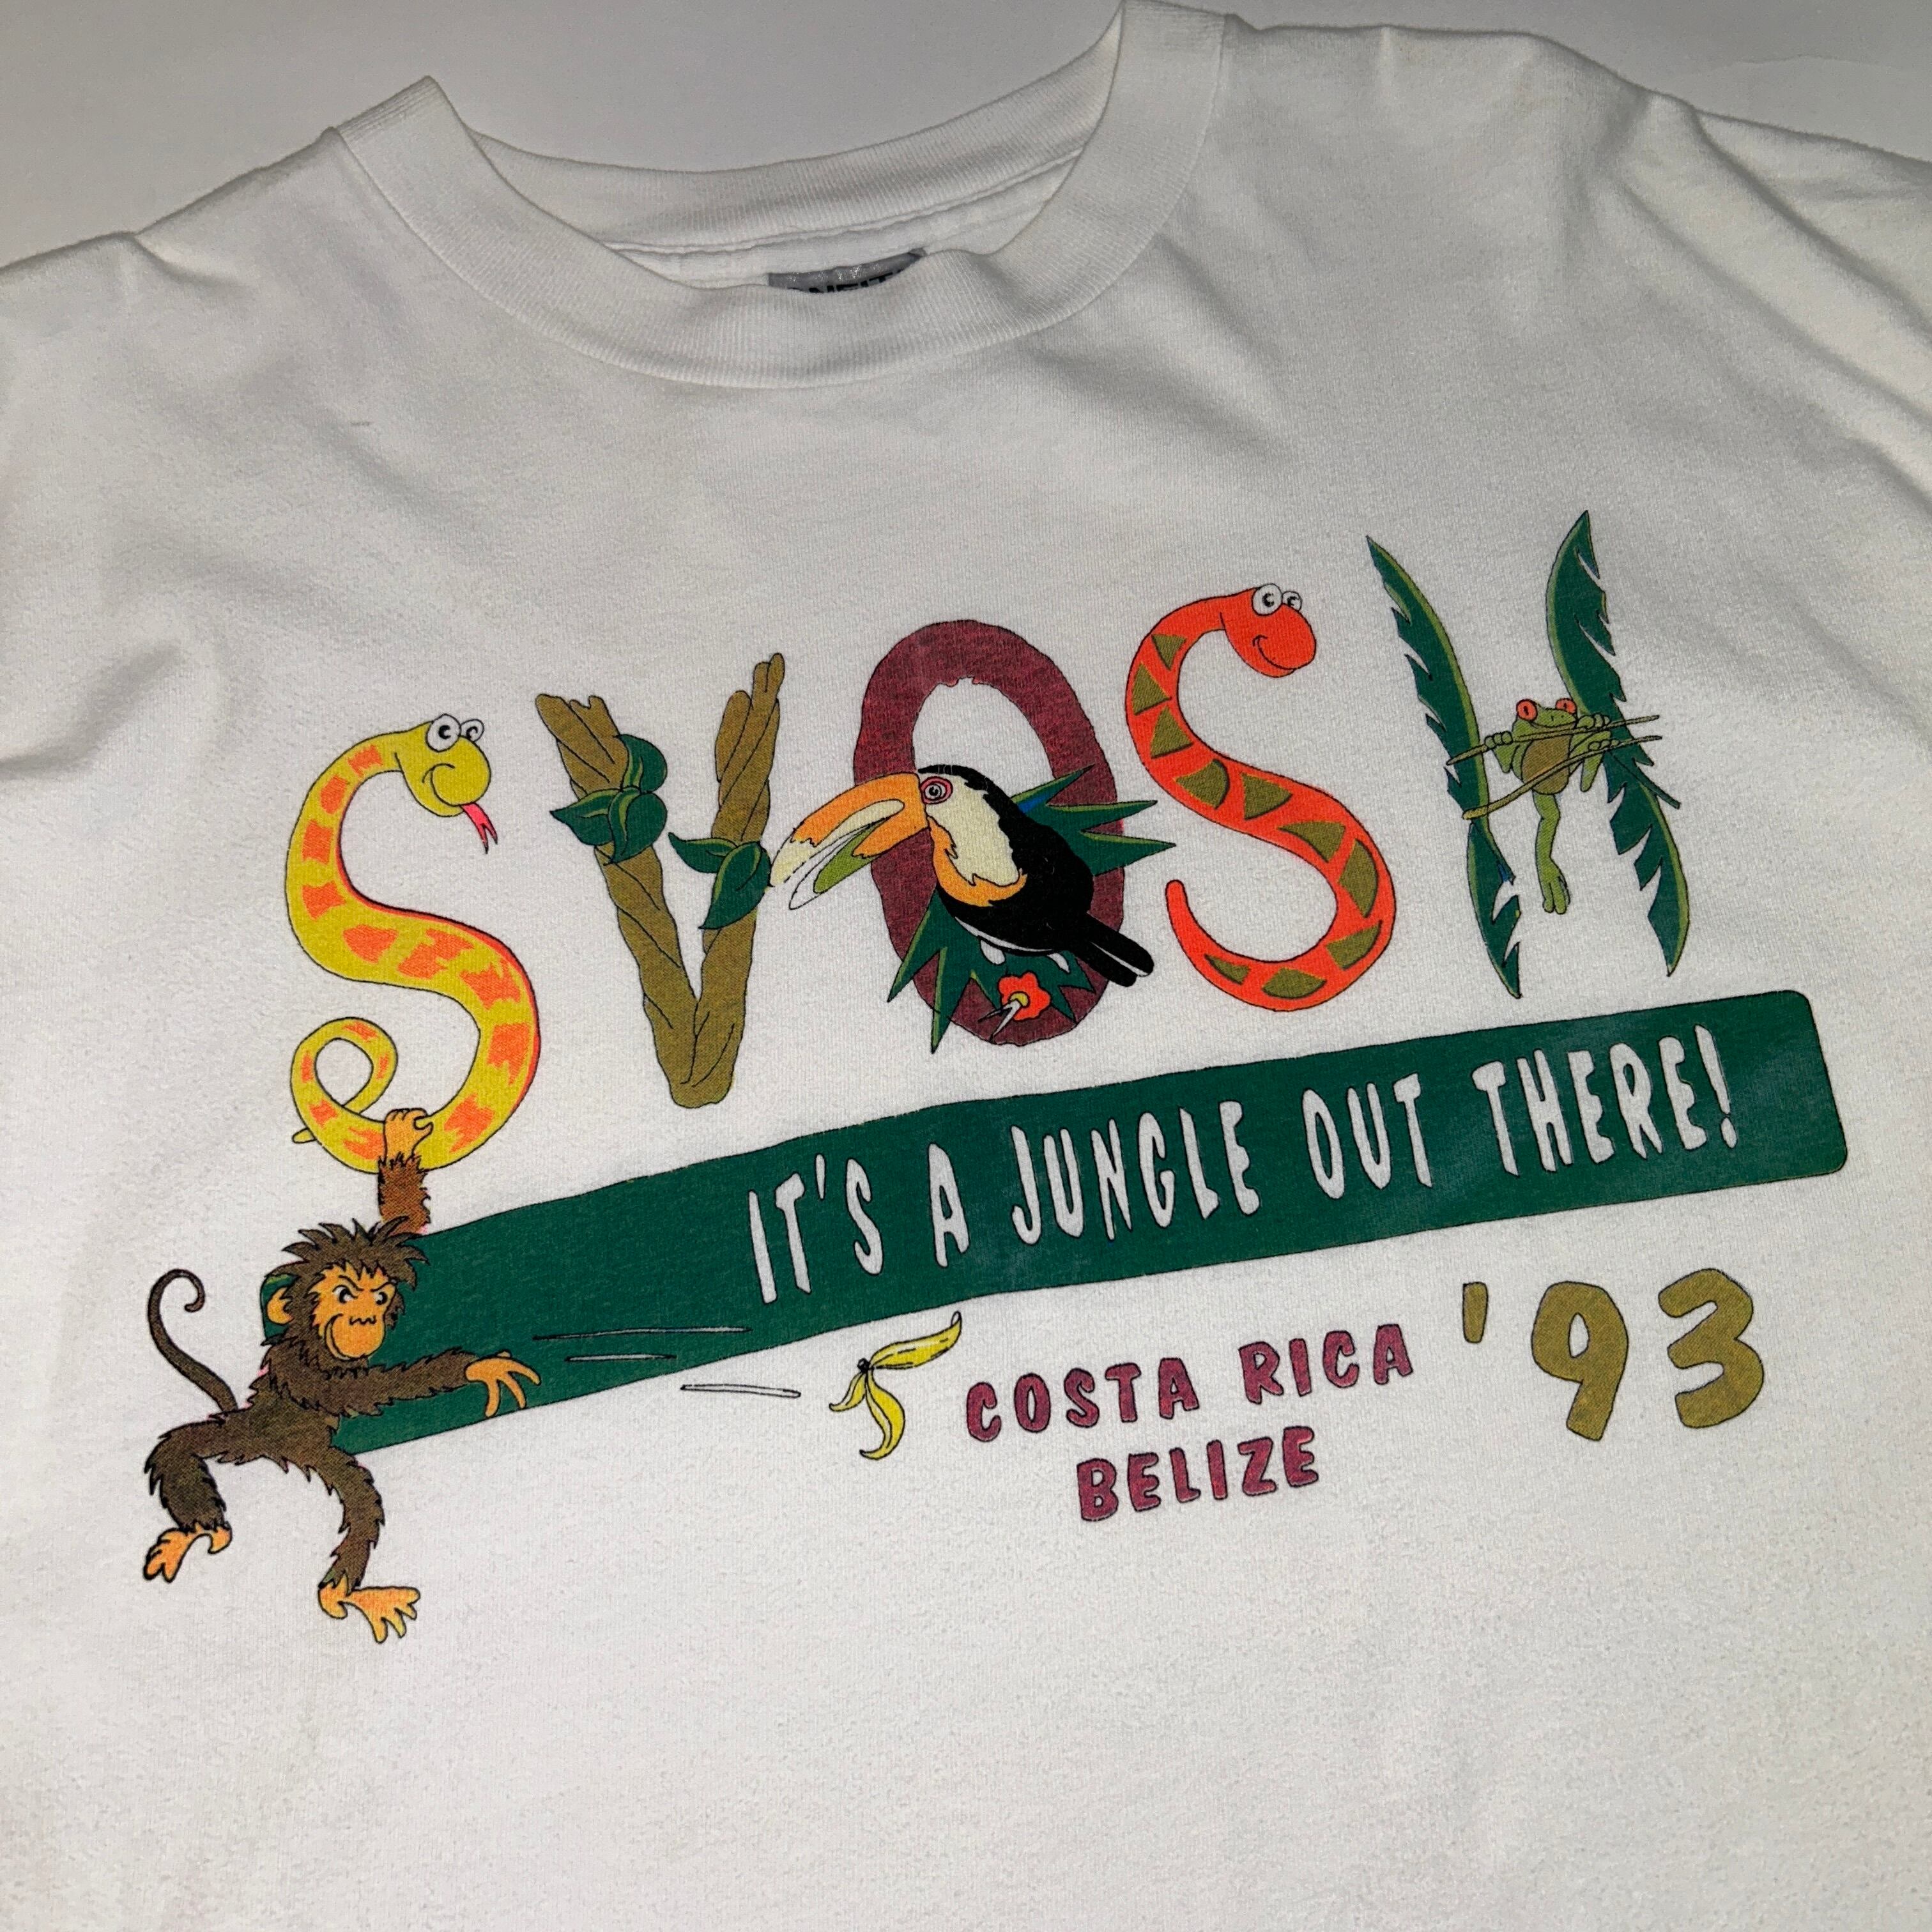 SVOSH
IT'S A JUNGLE OUT THERE!
COSTA RICA '93
BELIZE